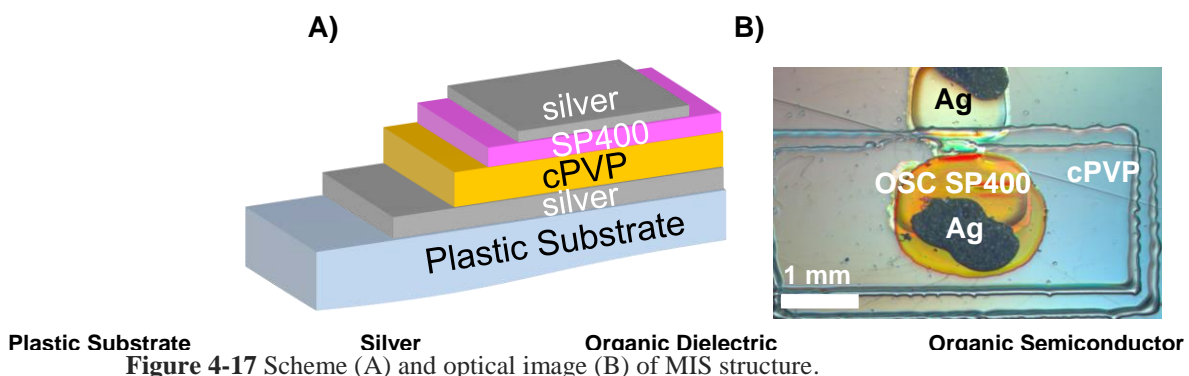 A)
B)
silver
SP400
cPVP
silver
Plastic Substrate
Ag
OSC SP400
cPVP
Ag
1 mm
Plastic Substrate Silver Organic Dielectric Organic Semiconductor
Figure 4-17 Scheme (A) and optical image (B) of MIS structure.